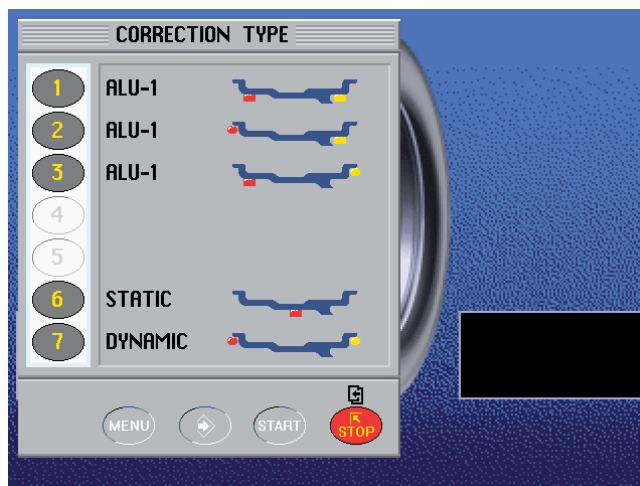 CORRECTION TYPE
1 ALU-1
2 ALU-1
3 ALU-1
4
5
6 STATIC
7 DYNAMIC
MENU START STOP